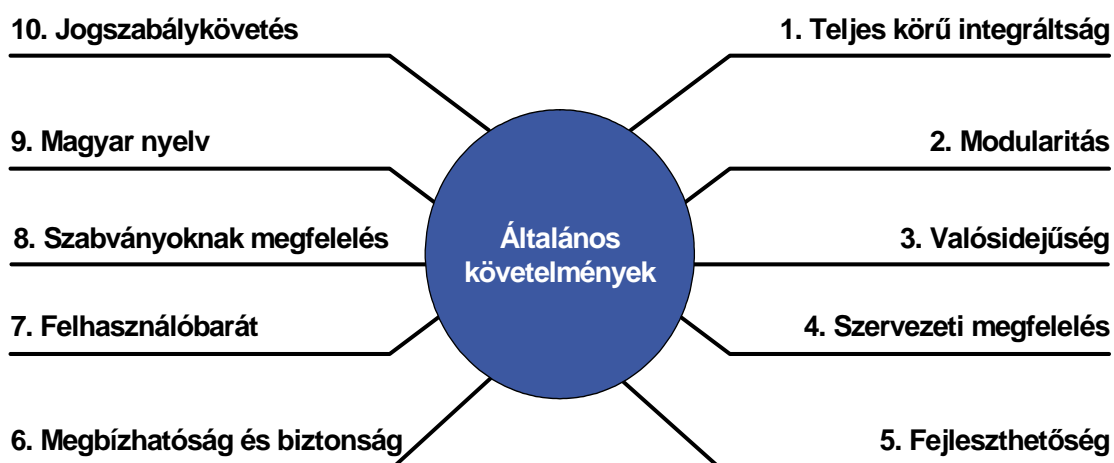 10. Jogszabálykövetés
1. Teljes körű integráltság
9. Magyar nyelv
2. Modularitás
8. Szabványoknak megfelelés
Általános
követelmények
3. Valósidejűség
7. Felhasználóbarát
4. Szervezeti megfelelés
6. Megbízhatóság és biztonság
5. Fejleszthetőség